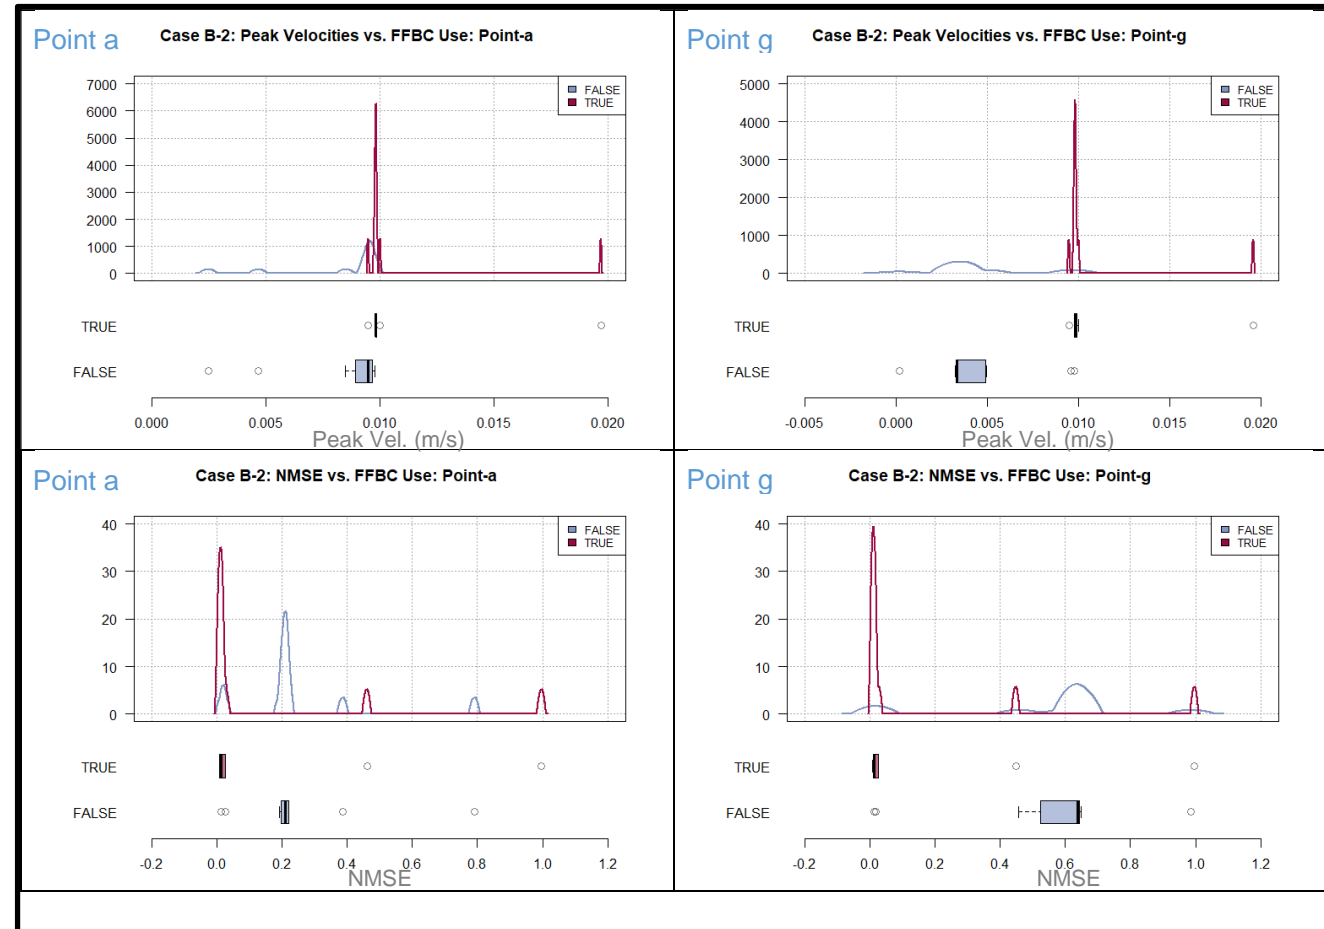 Point a
Case B-2: Peak Velocities vs. FFBC Use: Point-a
7000
6000
5000
4000
3000
2000
1000
0
FALSE
TRUE
TRUE
FALSE
0.000 0.005 0.010 0.015 0.020
Peak Vel. (m/s)
Point g
Case B-2: Peak Velocities vs. FFBC Use: Point-g
5000
4000
3000
2000
1000
0
FALSE
TRUE
TRUE
FALSE
-0.005 0.000 0.005 0.010 0.015 0.020
Peak Vel. (m/s)
Point a
Case B-2: NMSE vs. FFBC Use: Point-a
40
30
20
10
0
FALSE
TRUE
TRUE
FALSE
-0.2 0.0 0.2 0.4 0.6 0.8 1.0 1.2
NMSE
Point g
Case B-2: NMSE vs. FFBC Use: Point-g
40
30
20
10
0
FALSE
TRUE
TRUE
FALSE
-0.2 0.0 0.2 0.4 0.6 0.8 1.0 1.2
NMSE